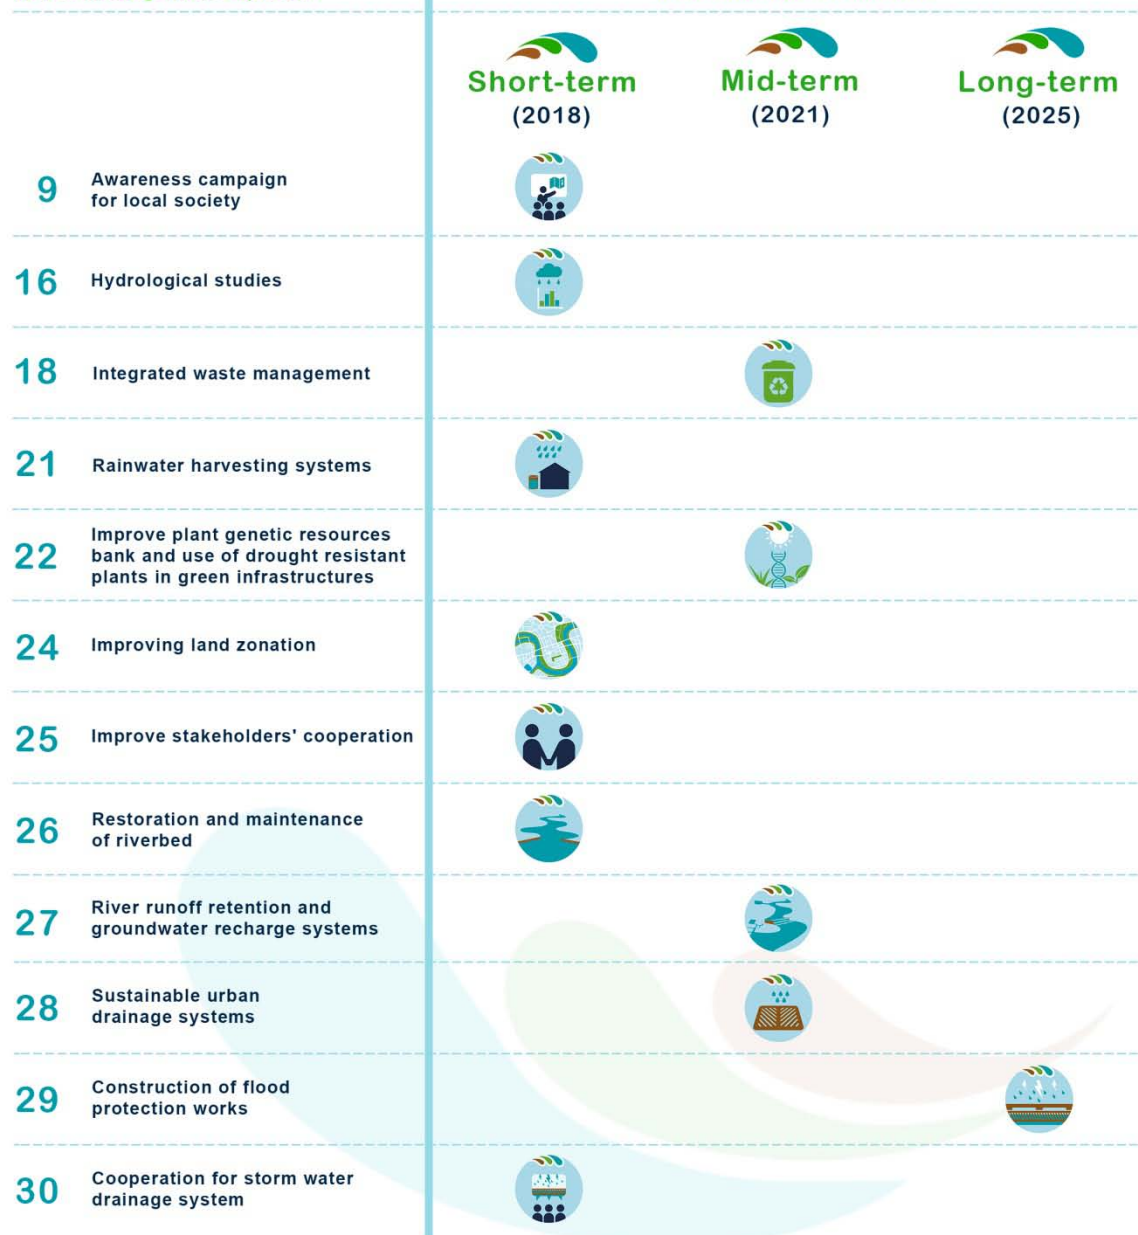 Short-term
(2018)
Mid-term
(2021)
Long-term
(2025)
9
Awareness campaign
for local society
16
Hydrological studies
18
Integrated waste management
21
Rainwater harvesting systems
22
Improve plant genetic resources
bank and use of drought resistant
plants in green infrastructures
24
Improving land zonation
25
Improve stakeholders' cooperation
26
Restoration and maintenance
of riverbed
27
River runoff retention and
groundwater recharge systems
28
Sustainable urban
drainage systems
29
Construction of flood
protection works
30
Cooperation for storm water
drainage system